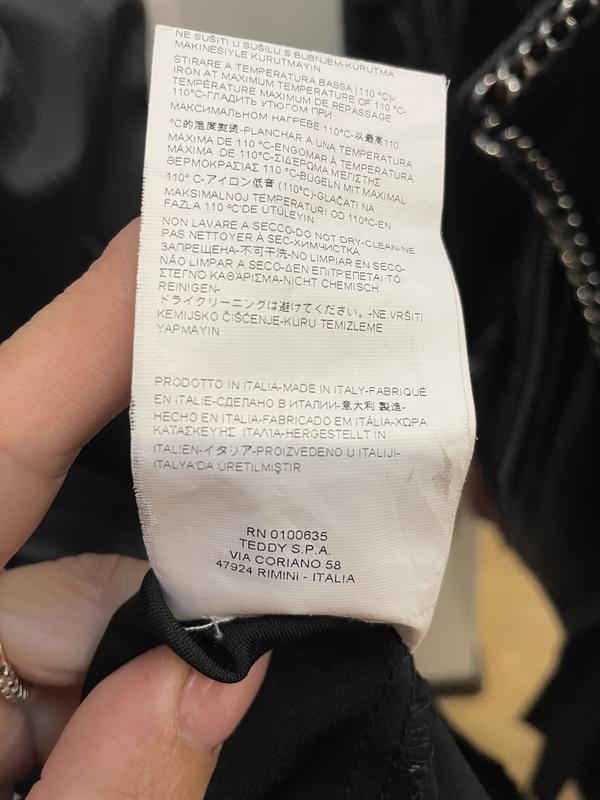 NE SUŠITI U SUŠILU S BUBNJEM-KURUTMA
MAKINESIYLE KURUTMAYIN
STIRARE A TEMPERATURA BASSA (110 °C)-
IRON AT MAXIMUM TEMPERATURE OF 110 °C-
TEMPÉRATURE MAXIMUM DE REPASSAGE:
110°C-ГЛАДИТЬ УТЮГОМ ПРИ
МАКСИМАЛЬНОМ НАГРЕВЕ 110°C-以最高110
°C的温度熨烫-PLANCHAR A UNA TEMPERATURA
MÁXIMA DE 110 °C-ENGOMAR À TEMPERATURA
MÁXIMA DE 110°C-ΣΙΔΕΡΩΜΑ ΜΕΓΙΣΤΗΣ
ΘΕΡΜΟΚΡΑΣΙΑΣ 110°C-BÜGELN MIT MAXIMAL
110° C-アイロン低音 (110°C)-GLAČATI NA
MAKSIMALNOJ TEMPERATURI OD 110°C-EN
FAZLA 110 °C'DE ÜTÜLEYIN
NON LAVARE A SECCO-DO NOT DRY-CLEAN-NE
PAS NETTOYER À SEC-ХИМЧИСТКА
ЗАПРЕЩЕНА-不可干洗-NO LIMPIAR EN SECO-
NÃO LIMPAR A SECO-ΔΕΝ ΕΠΙΤΡΕΠΕΤΑΙ ΤΟ
ΣΤΕΓΝΟ ΚΑΘΑΡΙΣΜΑ-NICHT CHEMISCH
REINIGEN-
ドライクリーニングは避けてください。-NE VRŠITI
KEMIJSKO ČIŠĆENJE-KURU TEMIZLEME
YAPMAYIN
PRODOTTO IN ITALIA-MADE IN ITALY-FABRIQUÉ
EN ITALIE-СДЕЛАНО В ИТАЛИИ-意大利 製造-
HECHO EN ITALIA-FABRICADO EM ITÁLIA-ΧΩΡΑ
ΚΑΤΑΣΚΕΥΗΣ ΙΤΑΛΙΑ-HERGESTELLT IN
ITALIEN-イタリア-PROIZVEDENO U ITALIJI-
ITALYA'DA ÜRETILMIŞTIR
RN 0100635
TEDDY S.P.A.
VIA CORIANO 58
47924 RIMINI - ITALIA